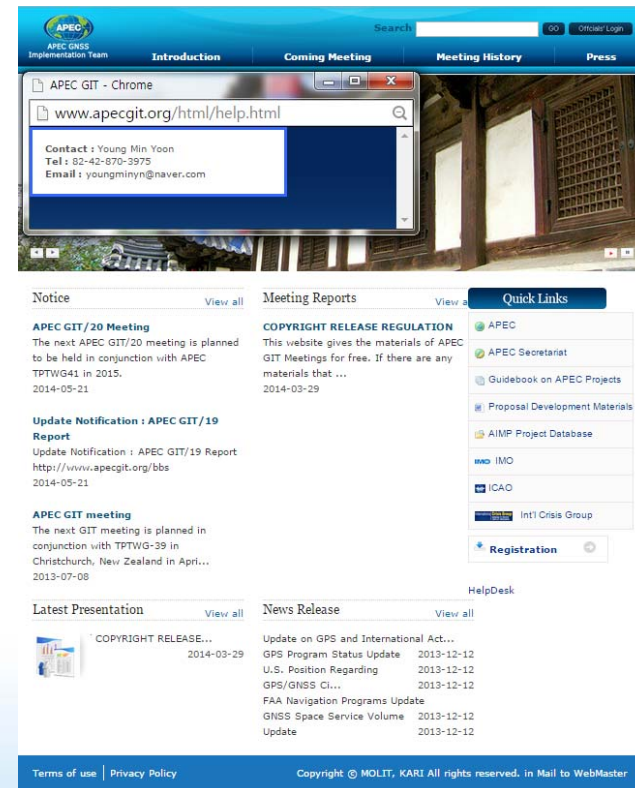 Search
GO
Officials' Login
APEC
APEC GNSS
Implementation Team
Introduction
Coming Meeting
Meeting History
Press
APEC GIT - Chrome
www.apecgit.org/html/help.html
Contact : Young Min Yoon
Tel : 82-42-870-3975
Email : youngminyn@naver.com
Notice
View all
APEC GIT/20 Meeting
The next APEC GIT/20 meeting is planned
to be held in conjunction with APEC
TPTWG41 in 2015.
2014-05-21
Update Notification : APEC GIT/19
Report
Update Notification : APEC GIT/19 Report
http://www.apecgit.org/bbs
2014-05-21
APEC GIT meeting
The next GIT meeting is planned in
conjunction with TPTWG-39 in
Christchurch, New Zealand in Apri...
2013-07-08
Meeting Reports
View a
COPYRIGHT RELEASE REGULATION
This website gives the materials of APEC
GIT Meetings for free. If there are any
materials that ...
2014-03-29
Quick Links
APEC
APEC Secretariat
Guidebook on APEC Projects
Proposal Development Materials
AIMP Project Database
IMO IMO
ICAO
Int'l Crisis Group
Registration
HelpDesk
Latest Presentation
View all
COPYRIGHT RELEASE...
2014-03-29
News Release
View all
Update on GPS and International Act...
GPS Program Status Update 2013-12-12
U.S. Position Regarding 2013-12-12
GPS/GNSS Ci... 2013-12-12
FAA Navigation Programs Update
GNSS Space Service Volume 2013-12-12
Update 2013-12-12
Terms of use | Privacy Policy
Copyright © MOLIT, KARI All rights reserved. in Mail to WebMaster